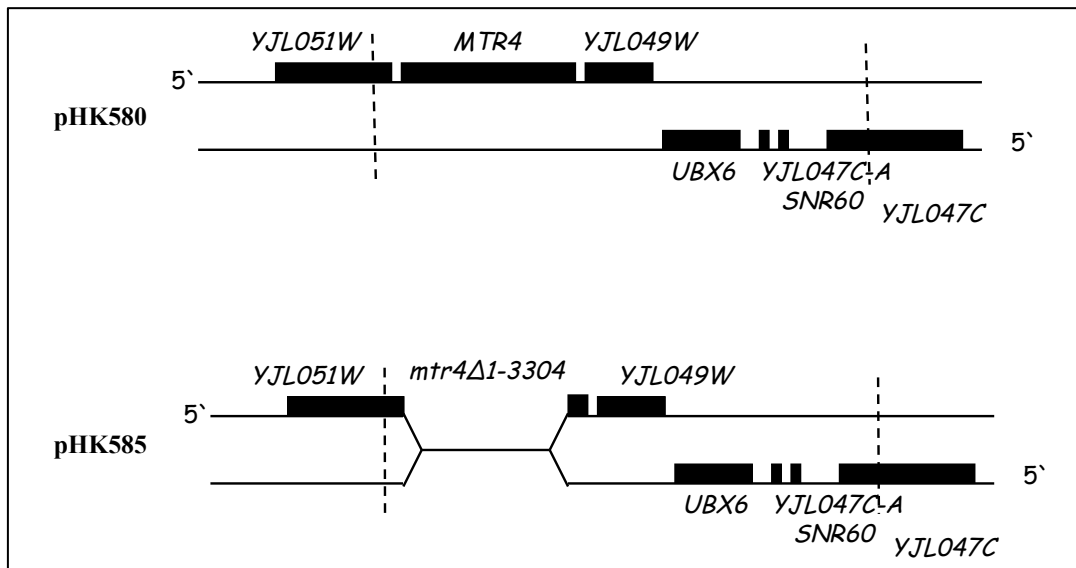 YJL051W MTR4 YJL049W
5`
pHK580
5`
UBX6 YJL047C-A
SNR60 YJL047C
YJL051W mtr4Δ1-3304 YJL049W
5`
pHK585
5`
UBX6 YJL047C-A
SNR60 YJL047C